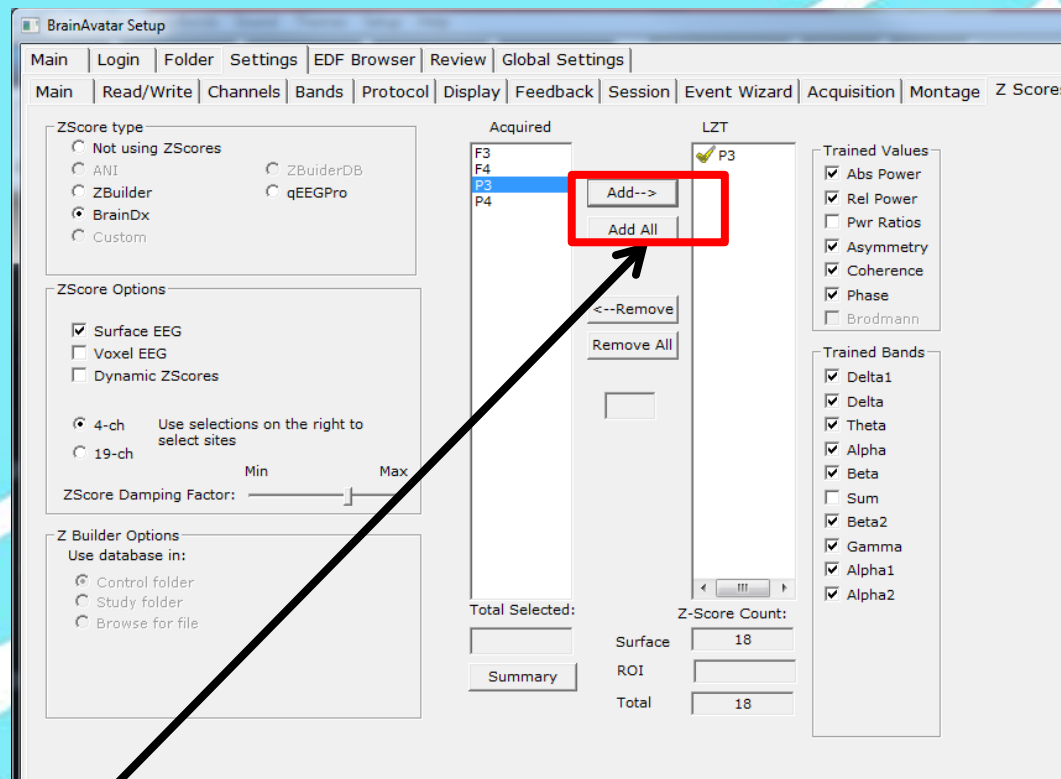 BrainAvatar Setup
Main Login Folder Settings EDF Browser Review Global Settings
Main Read/Write Channels Bands Protocol Display Feedback Session Event Wizard Acquisition Montage Z Scores
ZScore type
Not using ZScores
ANI ZBuiderDB
ZBuilder qEEGPro
BrainDx
Custom
ZScore Options
Surface EEG
Voxel EEG
Dynamic ZScores
4-ch Use selections on the right to
select sites
19-ch
Min Max
ZScore Damping Factor:
Z Builder Options
Use database in:
Control folder
Study folder
Browse for file
Acquired
F3
F4
P3
P4
Add-->
Add All
<--Remove
Remove All
LZT
P3
Total Selected:
Summary
Z-Score Count:
Surface 18
ROI
Total 18
Trained Values
Abs Power
Rel Power
Pwr Ratios
Asymmetry
Coherence
Phase
Brodmann
Trained Bands
Delta1
Delta
Theta
Alpha
Beta
Sum
Beta2
Gamma
Alpha1
Alpha2